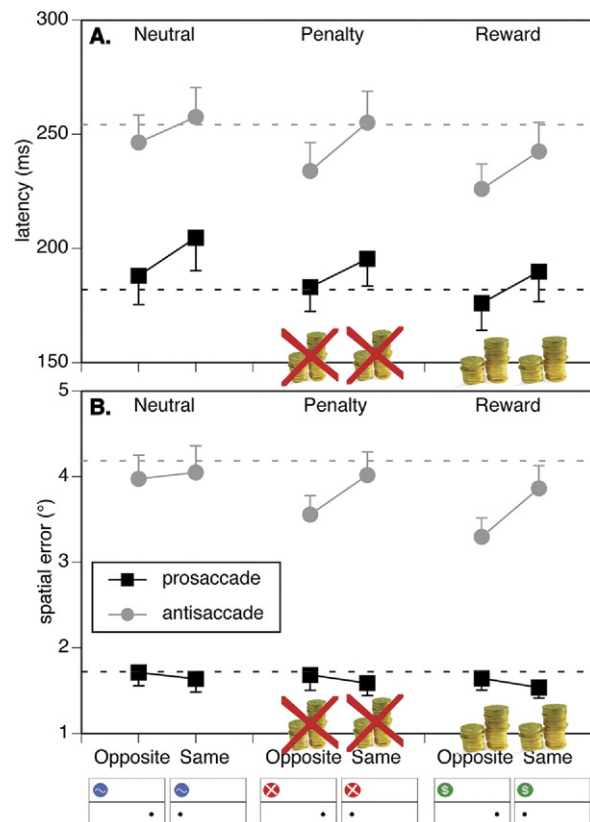 A. Neutral Penalty Reward
latency (ms)
300
250
200
150
B. Neutral Penalty Reward
spatial error (°)
5
4
3
2
1
prosaccade
antisaccade
Opposite Same Opposite Same Opposite Same
$ $